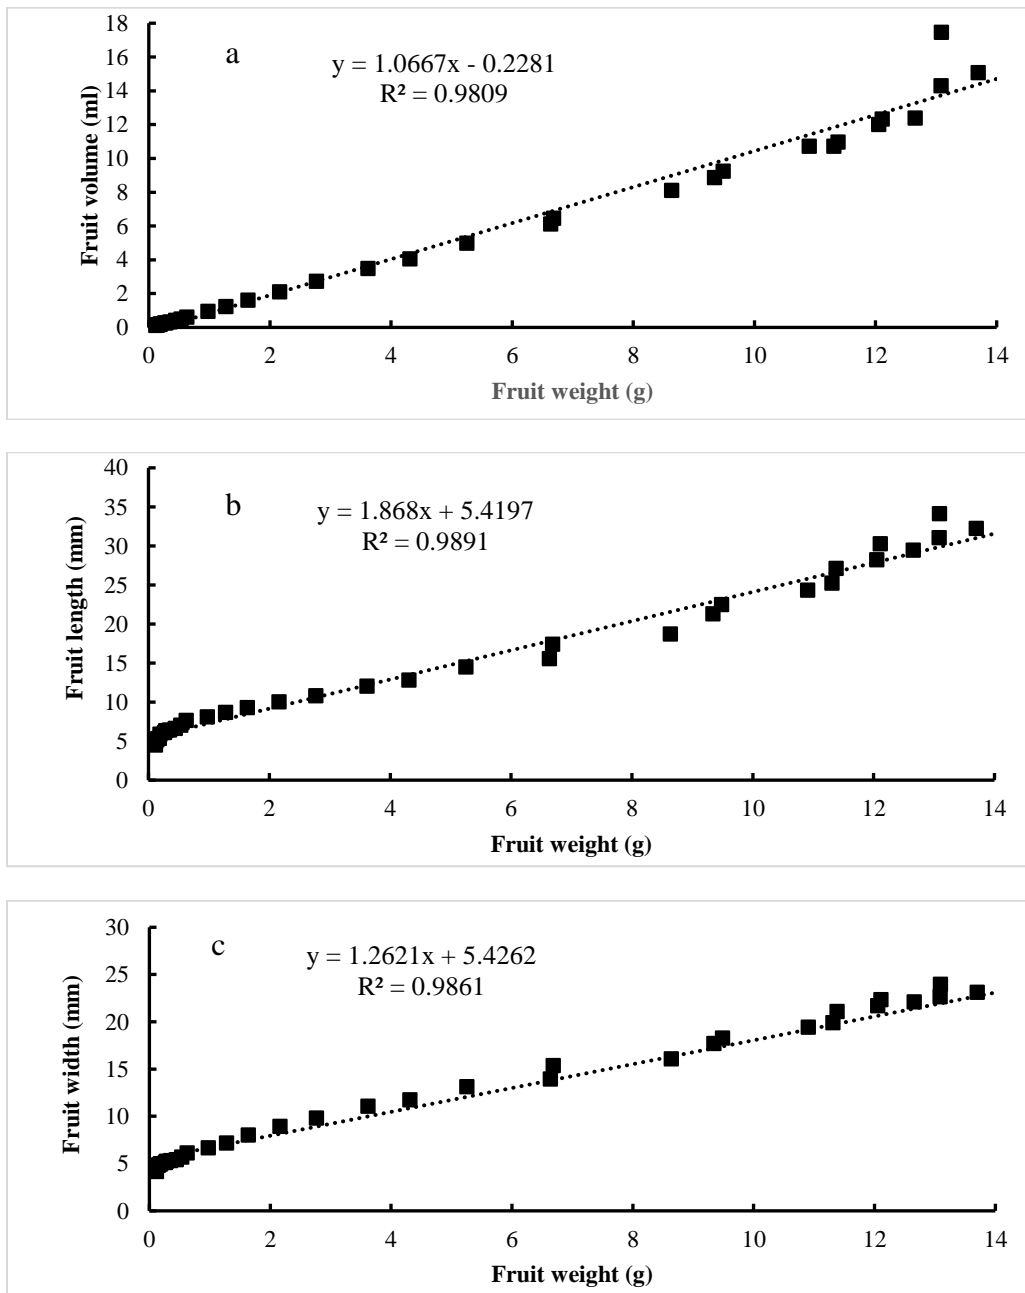 a
y = 1.0667x - 0.2281
R² = 0.9809
Fruit volume (ml)
18
16
14
12
10
8
6
4
2
0
0 2 4 6 8 10 12 14
Fruit weight (g)
b
y = 1.868x + 5.4197
R² = 0.9891
Fruit length (mm)
40
35
30
25
20
15
10
5
0
0 2 4 6 8 10 12 14
Fruit weight (g)
c
y = 1.2621x + 5.4262
R² = 0.9861
Fruit width (mm)
30
25
20
15
10
5
0
0 2 4 6 8 10 12 14
Fruit weight (g)